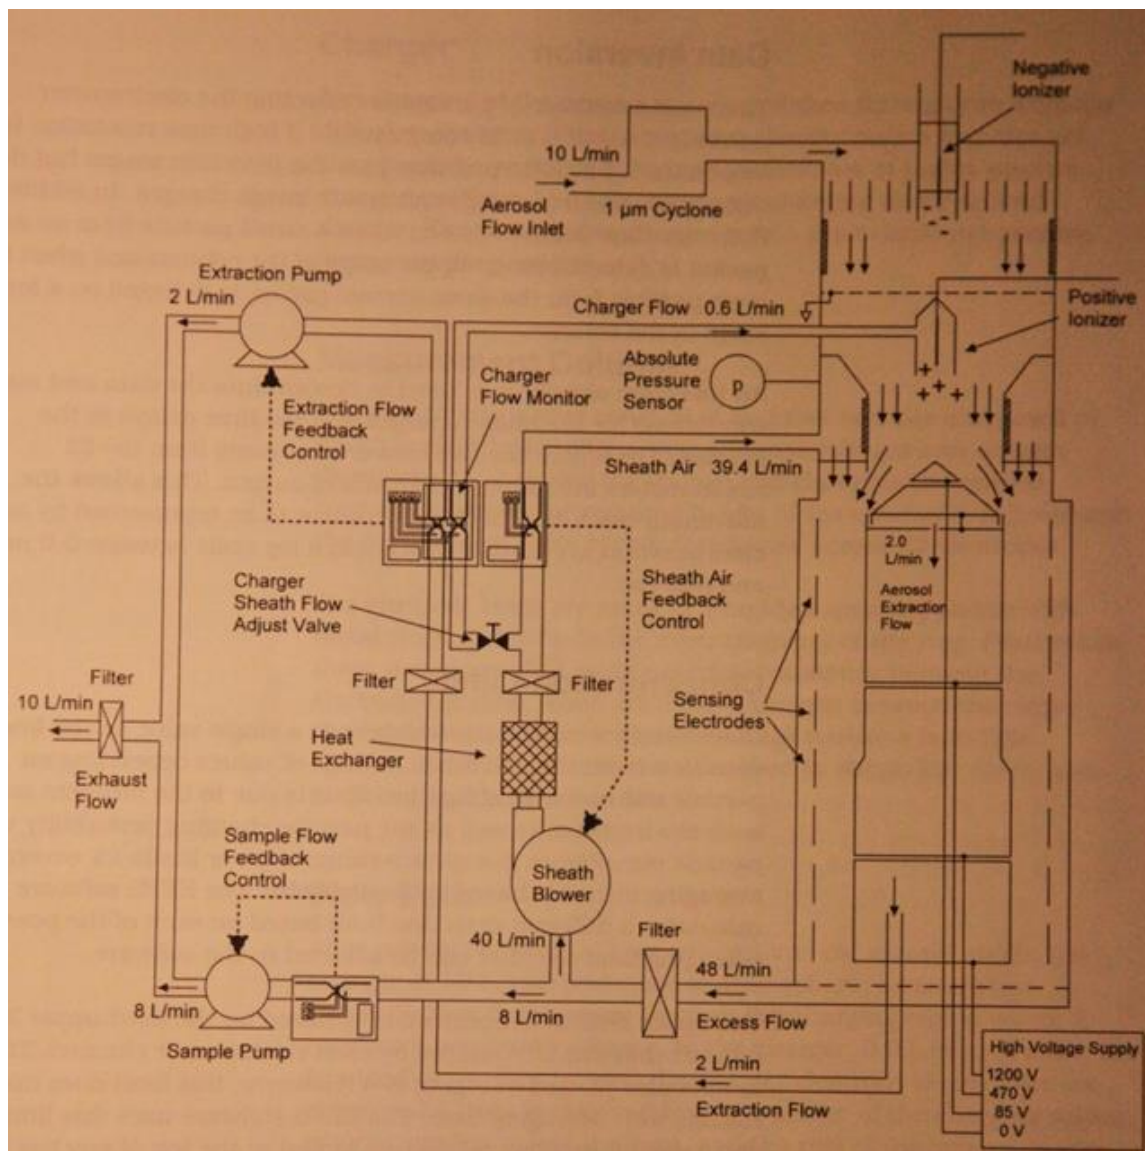 Negative
Ionizer
10 L/min
Aerosol
Flow Inlet
1 µm Cyclone
Extraction Pump
2 L/min
Charger Flow 0.6 L/min
Positive
Ionizer
Absolute
Pressure
Sensor
p
Charger
Flow Monitor
Extraction Flow
Feedback
Control
Sheath Air 39.4 L/min
2.0
L/min
Aerosol
Extraction
Flow
Charger
Sheath Flow
Adjust Valve
Sheath Air
Feedback
Control
Filter
Filter
Filter
10 L/min
Exhaust
Flow
Heat
Exchanger
Sensing
Electrodes
Sample Flow
Feedback
Control
Sheath
Blower
40 L/min
Filter
48 L/min
Excess Flow
8 L/min
8 L/min
Sample Pump
2 L/min
Extraction Flow
High Voltage Supply
1200 V
470 V
85 V
0 V